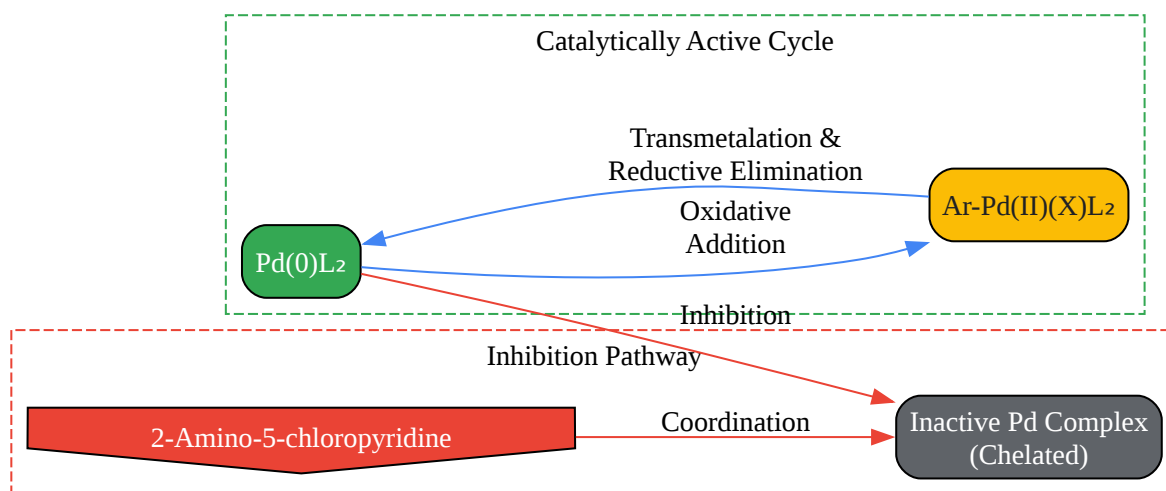 Catalytically Active Cycle
Transmetalation &
Reductive Elimination
Ar-Pd(II)(X)L₂
Oxidative
Addition
Pd(0)L₂
Inhibition
Inhibition Pathway
2-Amino-5-chloropyridine
Coordination
Inactive Pd Complex
(Chelated)